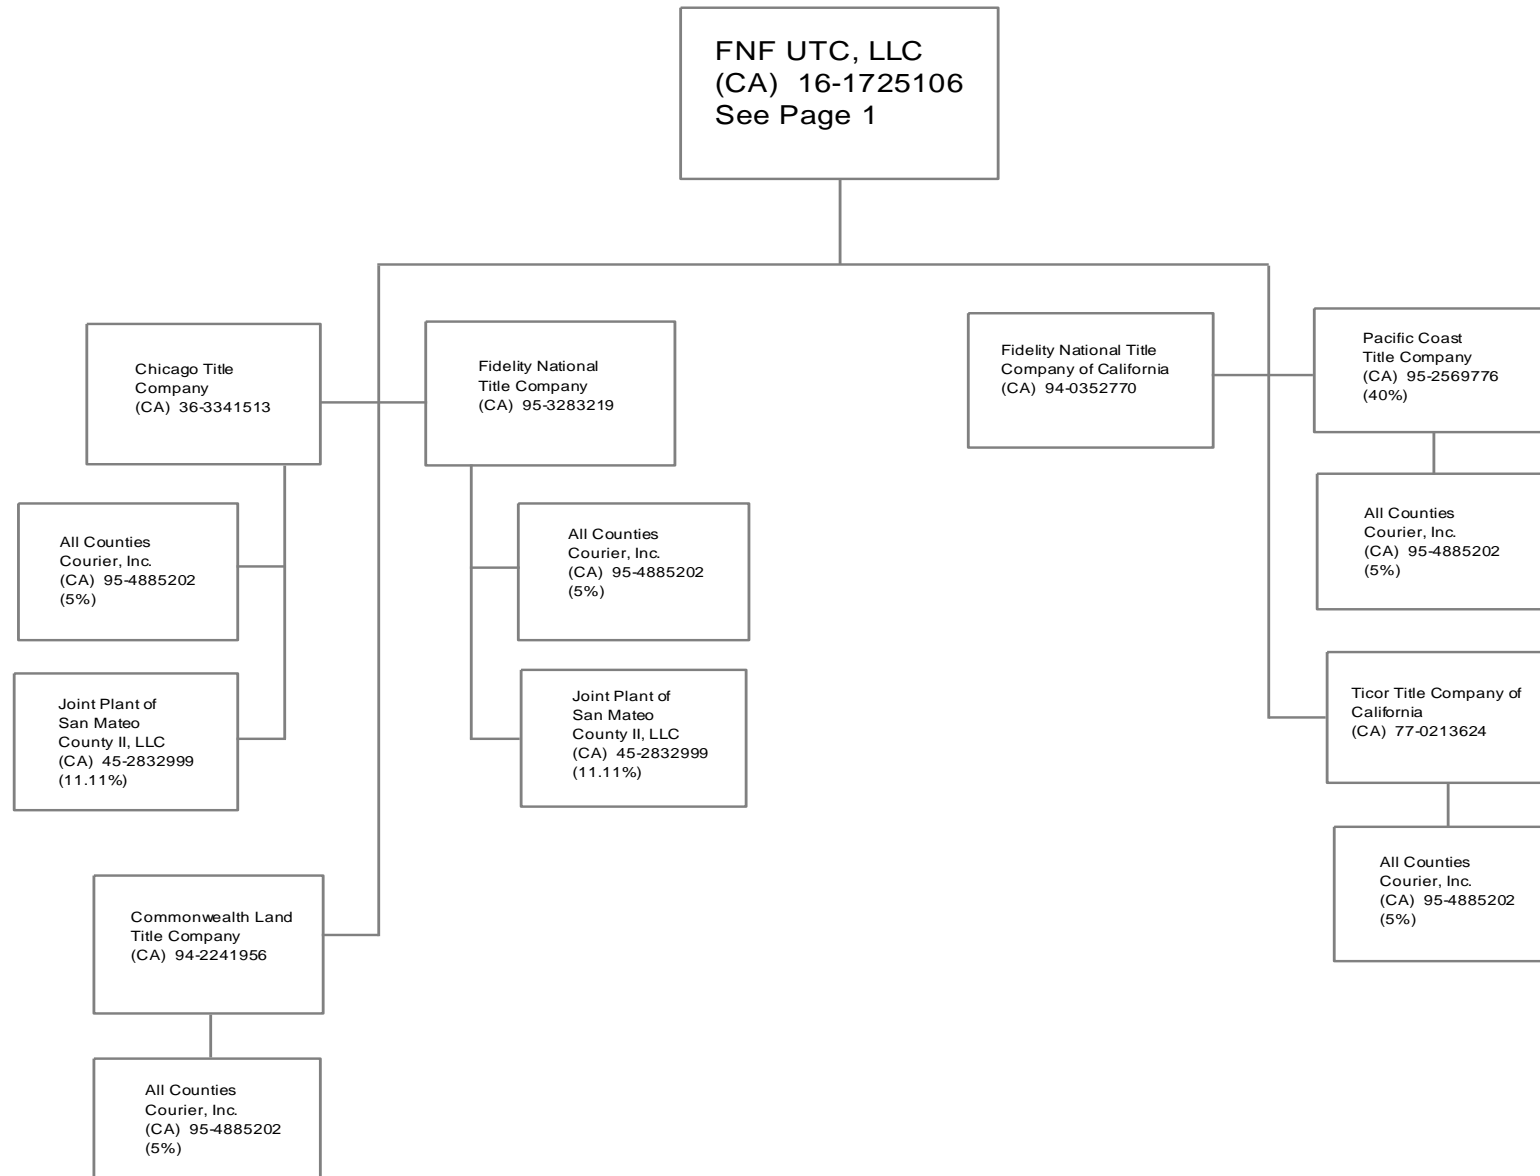 FNF UTC, LLC
(CA) 16-1725106
See Page 1
Chicago Title
Company
(CA) 36-3341513
Fidelity National
Title Company
(CA) 95-3283219
Fidelity National Title
Company of California
(CA) 94-0352770
Pacific Coast
Title Company
(CA) 95-2569776
(40%)
All Counties
Courier, Inc.
(CA) 95-4885202
(5%)
All Counties
Courier, Inc.
(CA) 95-4885202
(5%)
All Counties
Courier, Inc.
(CA) 95-4885202
(5%)
Joint Plant of
San Mateo
County II, LLC
(CA) 45-2832999
(11.11%)
Joint Plant of
San Mateo
County II, LLC
(CA) 45-2832999
(11.11%)
Ticor Title Company of
California
(CA) 77-0213624
All Counties
Courier, Inc.
(CA) 95-4885202
(5%)
Commonwealth Land
Title Company
(CA) 94-2241956
All Counties
Courier, Inc.
(CA) 95-4885202
(5%)